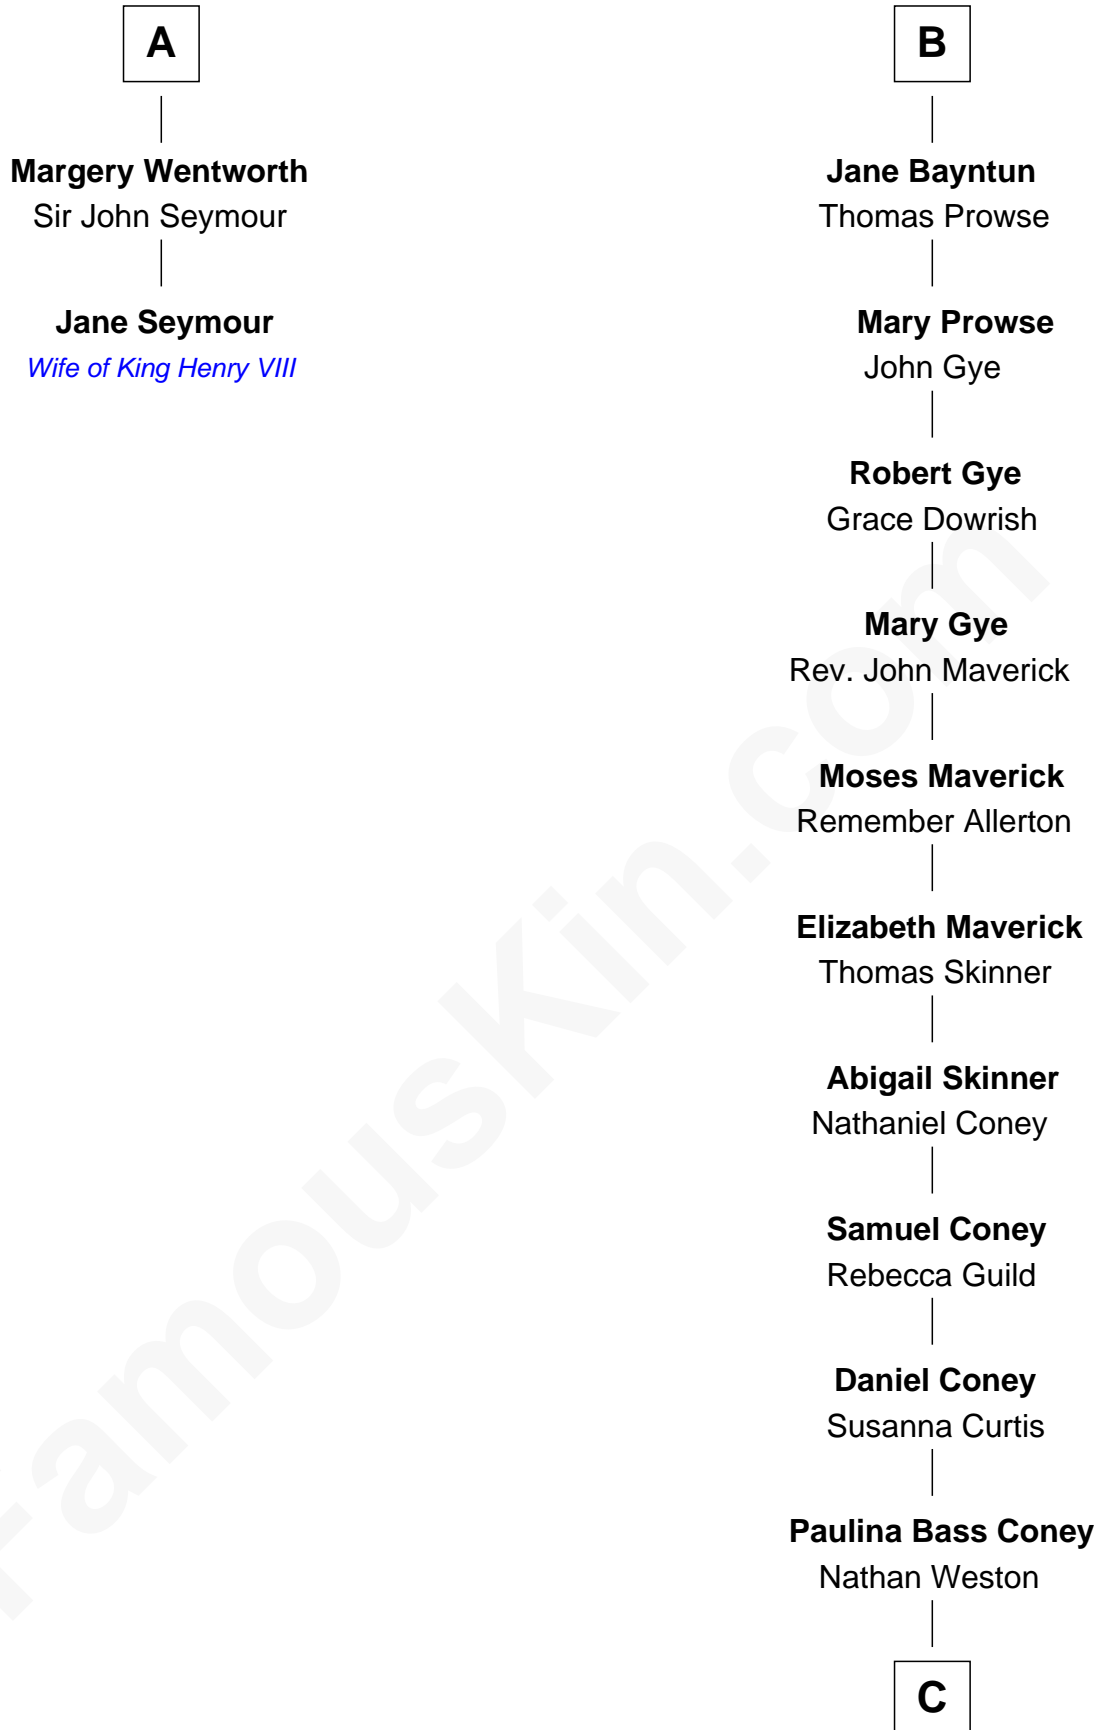 A
Margery Wentworth
Sir John Seymour
Jane Seymour
Wife of King Henry VIII
B
Jane Bayntun
Thomas Prowse
Mary Prowse
John Gye
Robert Gye
Grace Dowrish
Mary Gye
Rev. John Maverick
Moses Maverick
Remember Allerton
Elizabeth Maverick
Thomas Skinner
Abigail Skinner
Nathaniel Coney
Samuel Coney
Rebecca Guild
Daniel Coney
Susanna Curtis
Paulina Bass Coney
Nathan Weston
C
FamousKin.com